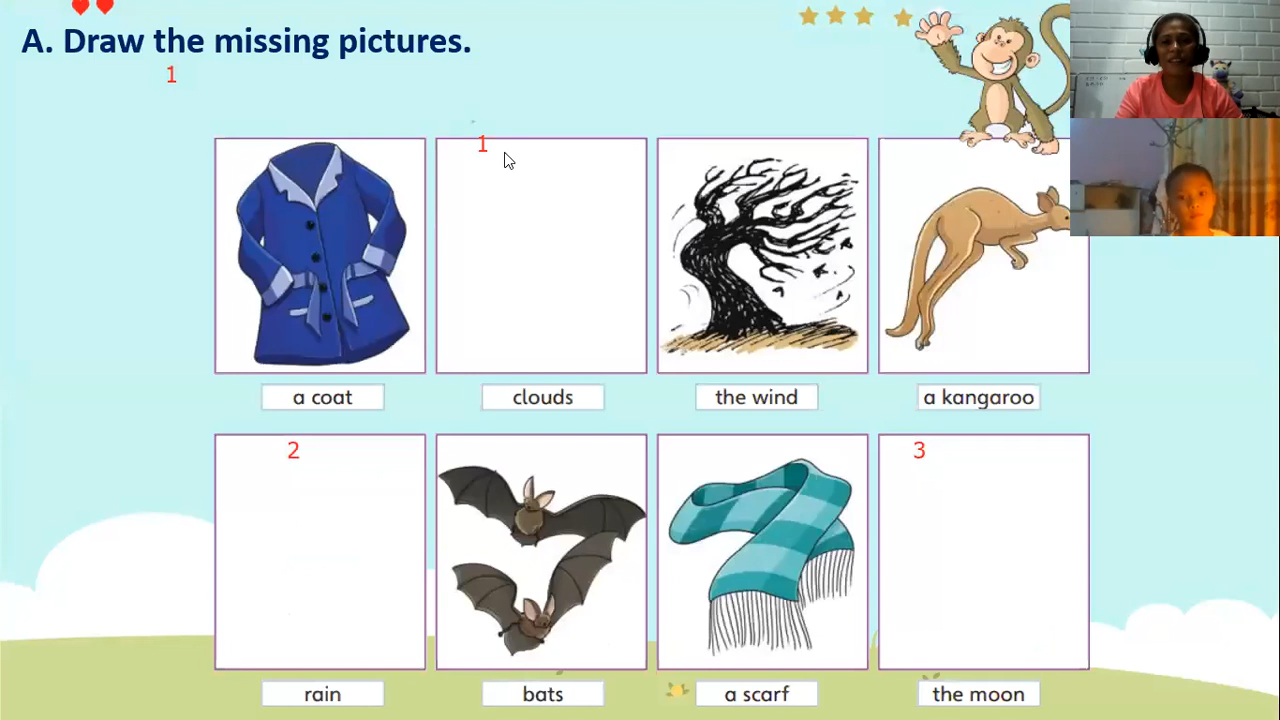 A. Draw the missing pictures.
1
1
a coat
clouds
the wind
a kangaroo
2
3
rain
bats
a scarf
the moon